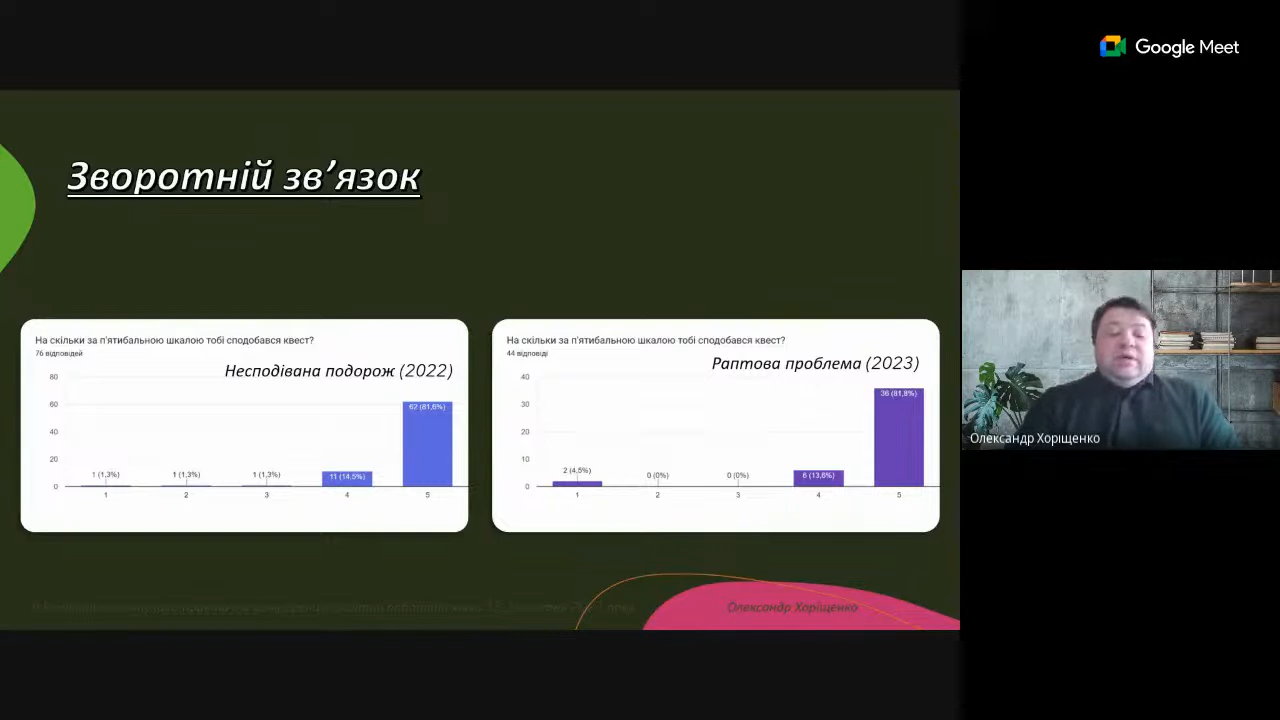 Google Meet
Зворотній зв’язок
На скільки за п'ятибальною шкалою тобі сподобався квест?
76 відповідей
Несподівана подорож (2022)
80
60
40
20
0
1 (1,3%)
1 (1,3%)
1 (1,3%)
11 (14,5%)
62 (81,6%)
1 2 3 4 5
На скільки за п'ятибальною шкалою тобі сподобався квест?
44 відповіді
Раптова проблема (2023)
40
30
20
10
0
2 (4,5%)
0 (0%)
0 (0%)
6 (13,6%)
36 (81,8%)
1 2 3 4 5
Олександр Хоріщенко
Олександр Хоріщенко